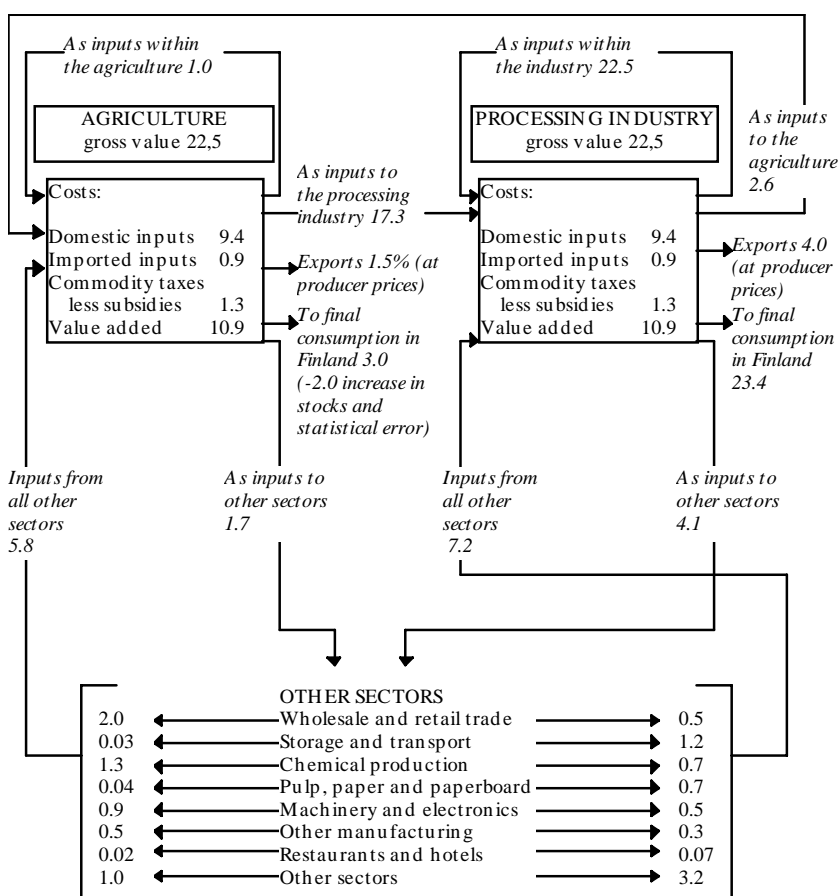 As inputs within
the agriculture 1.0
As inputs within
the industry 22.5
AGRICULTURE
gross value 22,5
PROCESSING INDUSTRY
gross value 22,5
As inputs
to the
agriculture
2.6
As inputs to
the processing
industry 17.3
Costs:
Domestic inputs 9.4
Imported inputs 0.9
Commodity taxes
less subsidies 1.3
Value added 10.9
Exports 1.5% (at
producer prices)
To final
consumption in
Finland 3.0
(-2.0 increase in
stocks and
statistical error)
Costs:
Domestic inputs 9.4
Imported inputs 0.9
Commodity taxes
less subsidies 1.3
Value added 10.9
Exports 4.0
(at producer
prices)
To final
consumption
in Finland
23.4
Inputs from
all other
sectors
5.8
As inputs to
other sectors
1.7
Inputs from
all other
sectors
7.2
As inputs to
other sectors
4.1
OTHER SECTORS
2.0 Wholesale and retail trade 0.5
0.03 Storage and transport 1.2
1.3 Chemical production 0.7
0.04 Pulp, paper and paperboard 0.7
0.9 Machinery and electronics 0.5
0.5 Other manufacturing 0.3
0.02 Restaurants and hotels 0.07
1.0 Other sectors 3.2